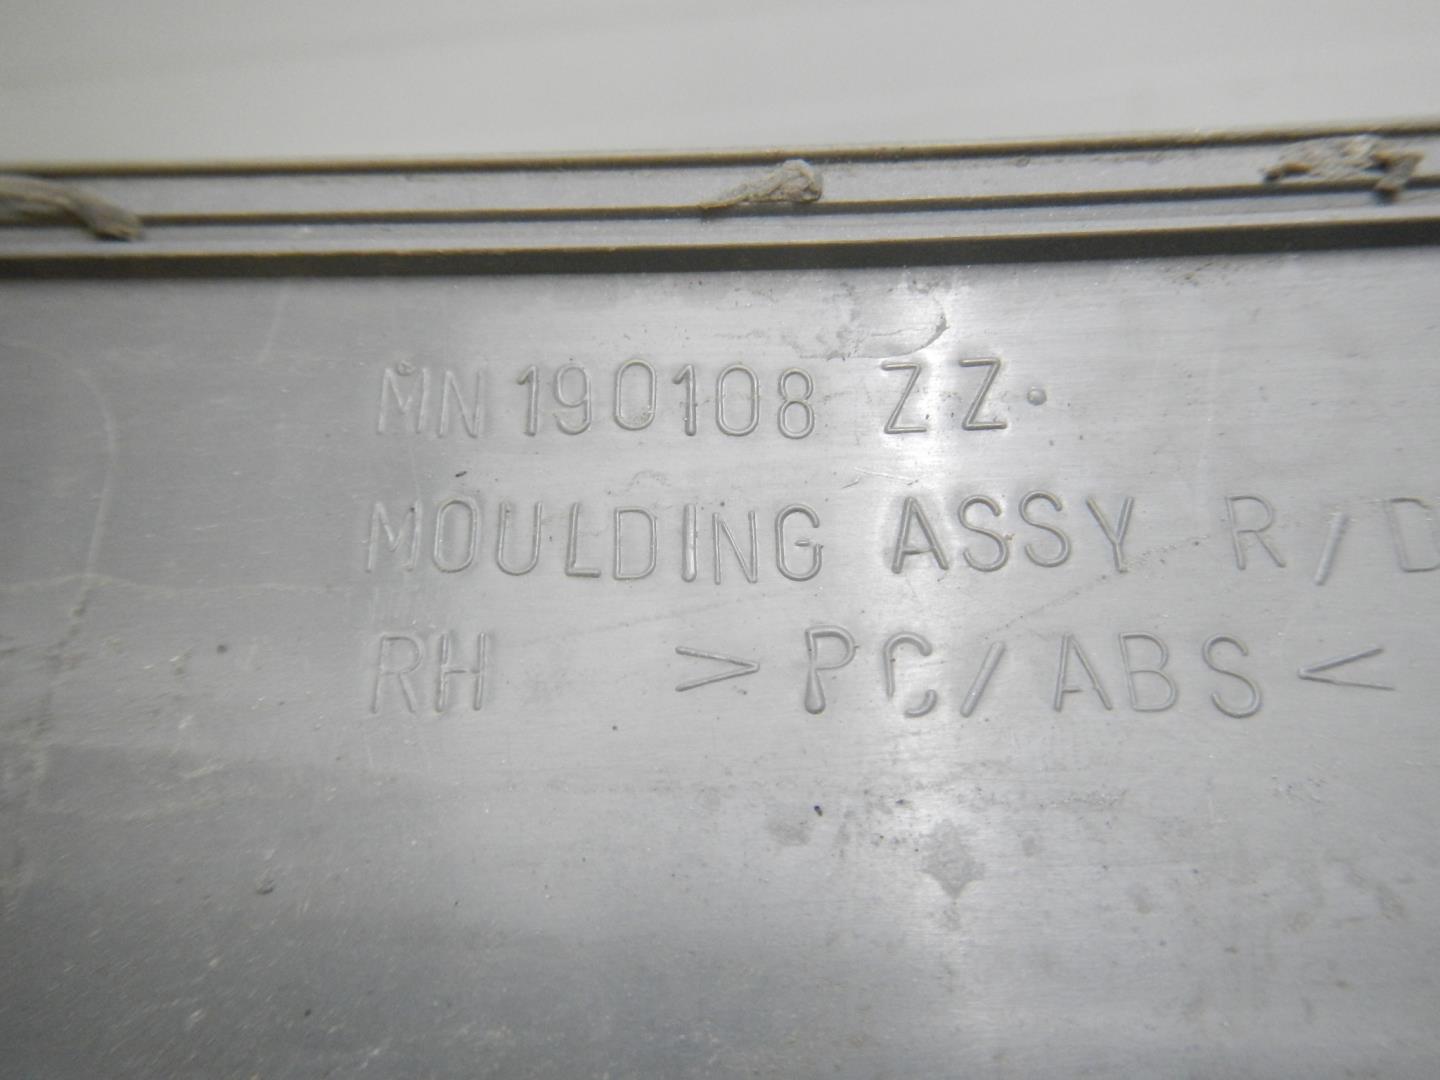 MN190108 ZZ.
MOULDING ASSY R/D
RH >PC/ABS<